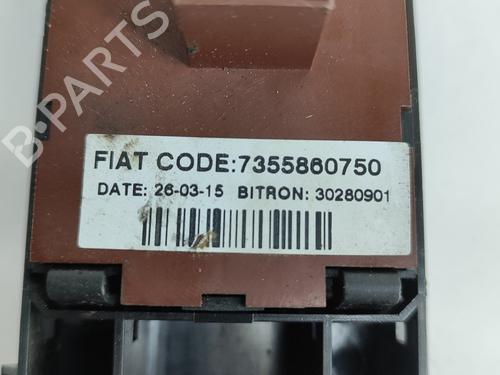 B-PARTS
FIAT CODE:7355860750
DATE: 26-03-15 BITRON: 30280901